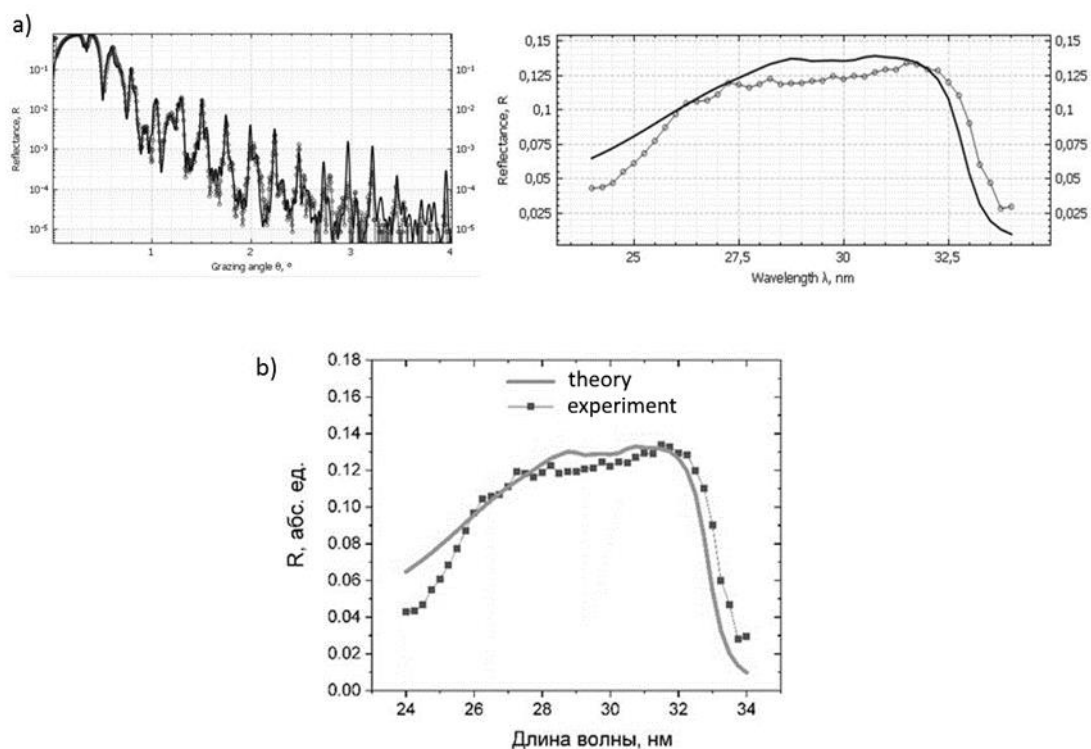 a)
Reflectance, R
10⁻¹
10⁻²
10⁻³
10⁻⁴
10⁻⁵
10⁻¹
10⁻²
10⁻³
10⁻⁴
10⁻⁵
Reflectance, R
1 2 3 4
Grazing angle θ, °
Reflectance, R
0,15
0,125
0,1
0,075
0,05
0,025
0,15
0,125
0,1
0,075
0,05
0,025
Reflectance, R
25 27,5 30 32,5
Wavelength λ, nm
b)
R, абс. ед.
0.18
0.16
0.14
0.12
0.10
0.08
0.06
0.04
0.02
0.00
theory
experiment
24 26 28 30 32 34
Длина волны, нм